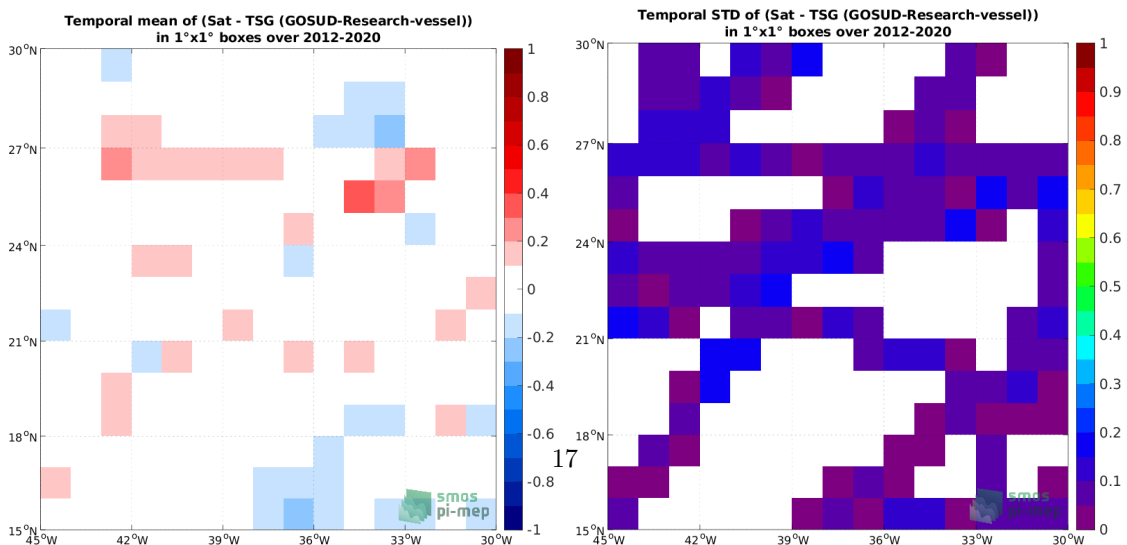 Temporal mean of (Sat - TSG (GOSUD-Research-vessel))
in 1°x1° boxes over 2012-2020
30°N
27°N
24°N
21°N
18°N
15°N
45°W
42°W
39°W
36°W
33°W
30°W
1
0.8
0.6
0.4
0.2
0
-0.2
-0.4
-0.6
-0.8
-1
smos
pi-mep
17
Temporal STD of (Sat - TSG (GOSUD-Research-vessel))
in 1°x1° boxes over 2012-2020
30°N
27°N
24°N
21°N
18°N
15°N
45°W
42°W
39°W
36°W
33°W
30°W
1
0.9
0.8
0.7
0.6
0.5
0.4
0.3
0.2
0.1
0
smos
pi-mep